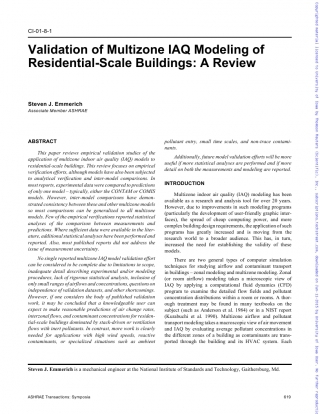 CI-01-8-1
Validation of Multizone IAQ Modeling of
Residential-Scale Buildings: A Review
Steven J. Emmerich
Associate Member ASHRAE
ABSTRACT
This paper reviews empirical validation studies of the
application of multizone indoor air quality (IAQ) models to
residential-scale buildings. This review focuses on empirical
verification efforts, although models have also been subjected
to analytical verification and inter-model comparisons. In
most reports, experimental data were compared to predictions
of only one model – typically, either the CONTAM or COMIS
models. However, inter-model comparisons have demon-
strated consistency between these and other multizone models
so most comparisons can be generalized to all multizone
models. Few of the empirical verifications reported statistical
analyses of the comparison between measurements and
predictions. Where sufficient data were available in the liter-
ature, additional statistical analyses have been performed and
reported. Also, most published reports did not address the
issue of measurement uncertainty.
No single reported multizone IAQ model validation effort
can be considered to be complete due to limitations in scope,
inadequate detail describing experimental and/or modeling
procedures, lack of rigorous statistical analysis, inclusion of
only small ranges of airflows and concentrations, questions on
independence of validation datasets, and other shortcomings.
However, if one considers the body of published validation
work, it may be concluded that a knowledgeable user can
expect to make reasonable predictions of air change rates,
interzonal flows, and contaminant concentrations for residen-
tial-scale buildings dominated by stack-driven or ventilation
flows with inert pollutants. In contrast, more work is clearly
needed for applications with high wind speeds, reactive
contaminants, or specialized situations such as ambient
pollutant entry, small time scales, and non-trace contami-
nants.
Additionally, future model validation efforts will be more
useful if more statistical analyses are performed and if more
detail on both the measurements and modeling are reported.
INTRODUCTION
Multizone indoor air quality (IAQ) modeling has been
available as a research and analysis tool for over 20 years.
However, due to improvements in such modeling programs
(particularly the development of user-friendly graphic inter-
faces), the spread of cheap computing power, and more
complex building design requirements, the application of such
programs has greatly increased and is moving from the
research world to a broader audience. This has, in turn,
increased the need for establishing the validity of these
models.
There are two general types of computer simulation
techniques for studying airflow and contaminant transport
in buildings – zonal modeling and multizone modeling. Zonal
(or room airflow) modeling takes a microscopic view of
IAQ by applying a computational fluid dynamics (CFD)
program to examine the detailed flow fields and pollutant
concentration distributions within a room or rooms. A thor-
ough treatment may be found in many textbooks on the
subject (such as Anderson et al. 1984) or in a NIST report
(Kurabuchi et al. 1990). Multizone airflow and pollutant
transport modeling takes a macroscopic view of air movement
and IAQ by evaluating average pollutant concentrations in
the different zones of a building as contaminants are trans-
ported through the building and its HVAC system. Each
Steven J. Emmerich is a mechanical engineer at the National Institute of Standards and Technology, Gaithersburg, Md.
ASHRAE Transactions: Symposia
619